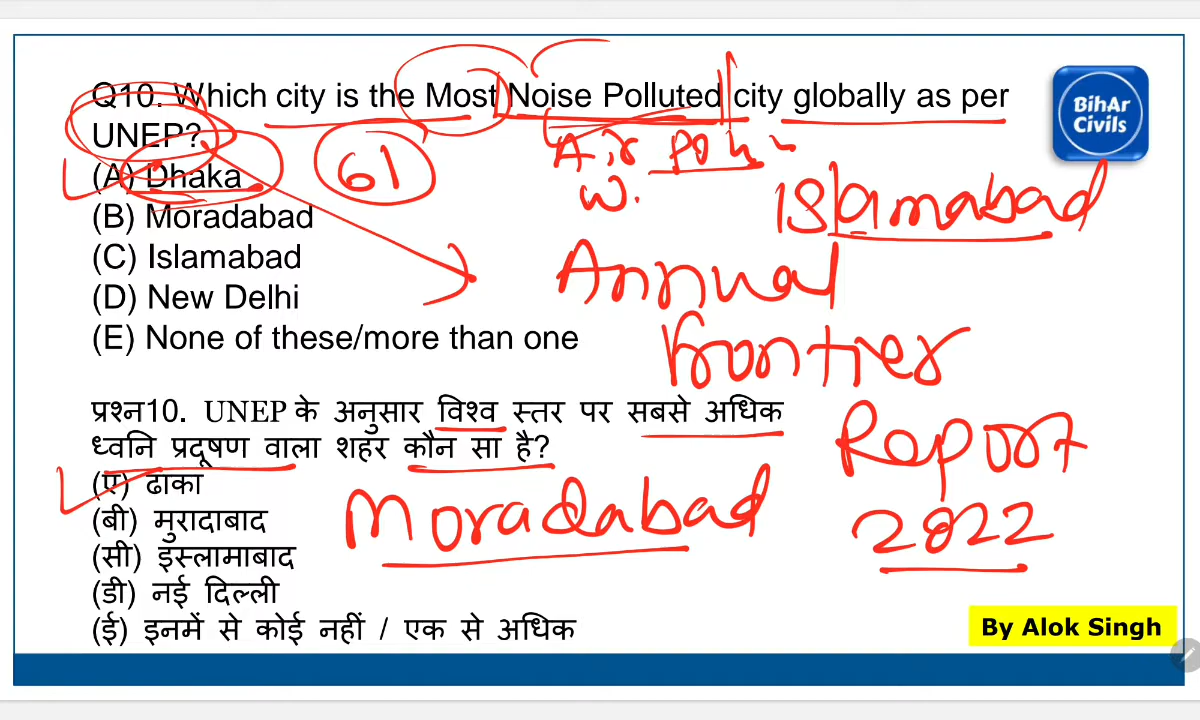 Q10. Which city is the Most Noise Polluted city globally as per
UNEP?
(A) Dhaka
(B) Moradabad
(C) Islamabad
(D) New Delhi
(E) None of these/more than one
BihAr
Civils
61
Air
W.
Islamabad
Annual
Frontier
Report
2022
प्रश्न10. UNEP के अनुसार विश्व स्तर पर सबसे अधिक
ध्वनि प्रदूषण वाला शहर कौन सा है?
(ए) ढाका
(बी) मुरादाबाद
(सी) इस्लामाबाद
(डी) नई दिल्ली
(ई) इनमें से कोई नहीं / एक से अधिक
Moradabad
By Alok Singh